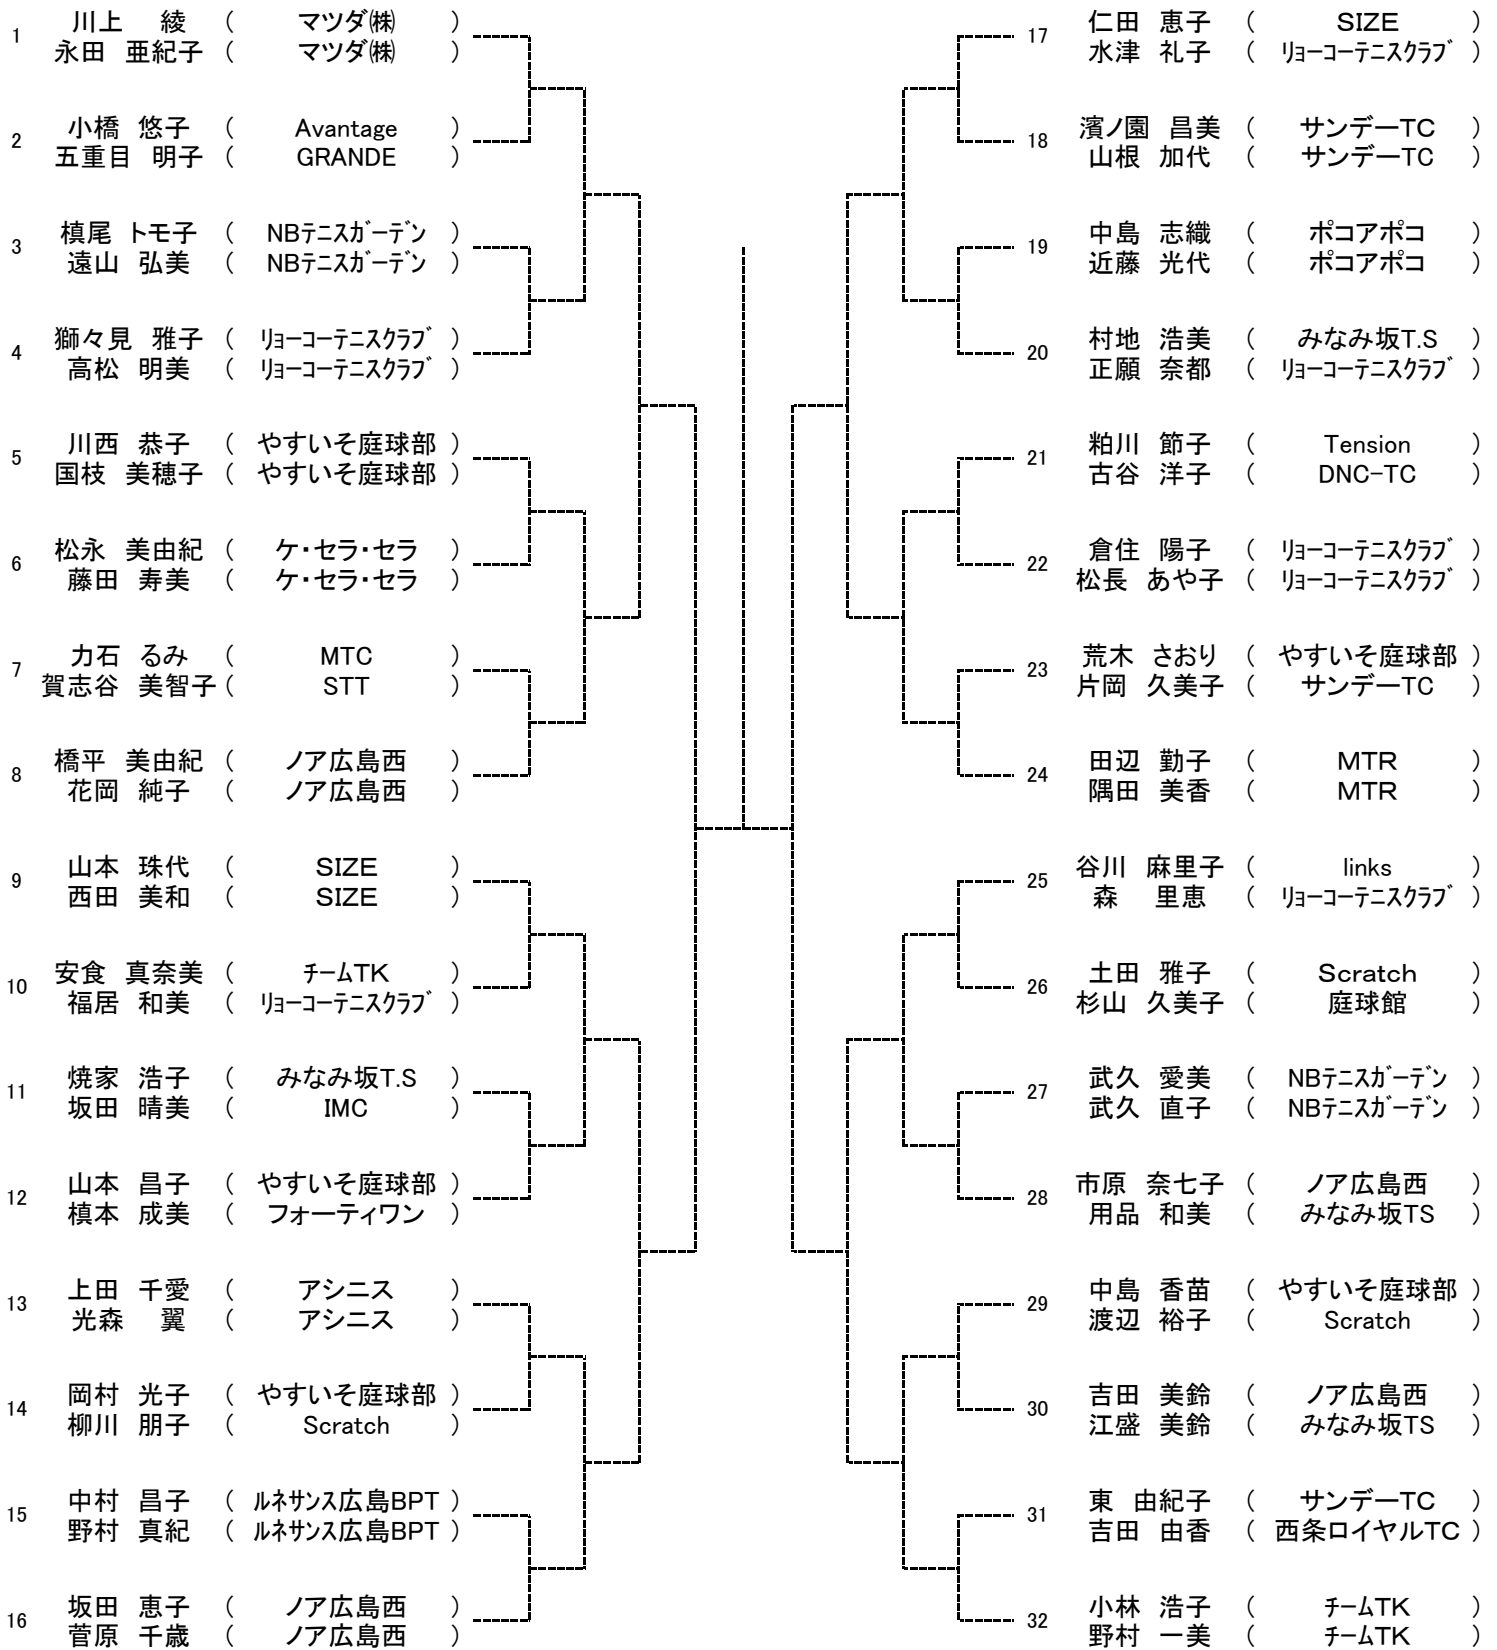 1 川上 綾 ( マツダ㈱ )
永田 亜紀子 ( マツダ㈱ )
2 小橋 悠子 ( Avantage )
五重目 明子 ( GRANDE )
3 槙尾 トモ子 ( NBﾃﾆｽｶﾞｰﾃﾞﾝ )
遠山 弘美 ( NBﾃﾆｽｶﾞｰﾃﾞﾝ )
4 獅々見 雅子 ( ﾘｮｰｺｰﾃﾆｽｸﾗﾌﾞ )
高松 明美 ( ﾘｮｰｺｰﾃﾆｽｸﾗﾌﾞ )
5 川西 恭子 ( やすいそ庭球部 )
国枝 美穂子 ( やすいそ庭球部 )
6 松永 美由紀 ( ケ・セラ・セラ )
藤田 寿美 ( ケ・セラ・セラ )
7 力石 るみ ( MTC )
賀志谷 美智子 ( STT )
8 橋平 美由紀 ( ノア広島西 )
花岡 純子 ( ノア広島西 )
9 山本 珠代 ( SIZE )
西田 美和 ( SIZE )
10 安食 真奈美 ( ﾁｰﾑTK )
福居 和美 ( ﾘｮｰｺｰﾃﾆｽｸﾗﾌﾞ )
11 焼家 浩子 ( みなみ坂T.S )
坂田 晴美 ( IMC )
12 山本 昌子 ( やすいそ庭球部 )
槙本 成美 ( フォーティワン )
13 上田 千愛 ( アシニス )
光森 翼 ( アシニス )
14 岡村 光子 ( やすいそ庭球部 )
柳川 朋子 ( Scratch )
15 中村 昌子 ( ﾙﾈｻﾝｽ広島BPT )
野村 真紀 ( ﾙﾈｻﾝｽ広島BPT )
16 坂田 恵子 ( ノア広島西 )
菅原 千歳 ( ノア広島西 )
17 仁田 恵子 ( SIZE )
水津 礼子 ( ﾘｮｰｺｰﾃﾆｽｸﾗﾌﾞ )
18 濱ノ園 昌美 ( サンデーTC )
山根 加代 ( サンデーTC )
19 中島 志織 ( ポコアポコ )
近藤 光代 ( ポコアポコ )
20 村地 浩美 ( みなみ坂T.S )
正願 奈都 ( ﾘｮｰｺｰﾃﾆｽｸﾗﾌﾞ )
21 粕川 節子 ( Tension )
古谷 洋子 ( DNC-TC )
22 倉住 陽子 ( ﾘｮｰｺｰﾃﾆｽｸﾗﾌﾞ )
松長 あや子 ( ﾘｮｰｺｰﾃﾆｽｸﾗﾌﾞ )
23 荒木 さおり ( やすいそ庭球部 )
片岡 久美子 ( サンデーTC )
24 田辺 勤子 ( MTR )
隅田 美香 ( MTR )
25 谷川 麻里子 ( links )
森 里恵 ( ﾘｮｰｺｰﾃﾆｽｸﾗﾌﾞ )
26 土田 雅子 ( Scratch )
杉山 久美子 ( 庭球館 )
27 武久 愛美 ( NBﾃﾆｽｶﾞｰﾃﾞﾝ )
武久 直子 ( NBﾃﾆｽｶﾞｰﾃﾞﾝ )
28 市原 奈七子 ( ノア広島西 )
用品 和美 ( みなみ坂TS )
29 中島 香苗 ( やすいそ庭球部 )
渡辺 裕子 ( Scratch )
30 吉田 美鈴 ( ノア広島西 )
江盛 美鈴 ( みなみ坂TS )
31 東 由紀子 ( サンデーTC )
吉田 由香 ( 西条ロイヤルTC )
32 小林 浩子 ( ﾁｰﾑTK )
野村 一美 ( ﾁｰﾑTK )